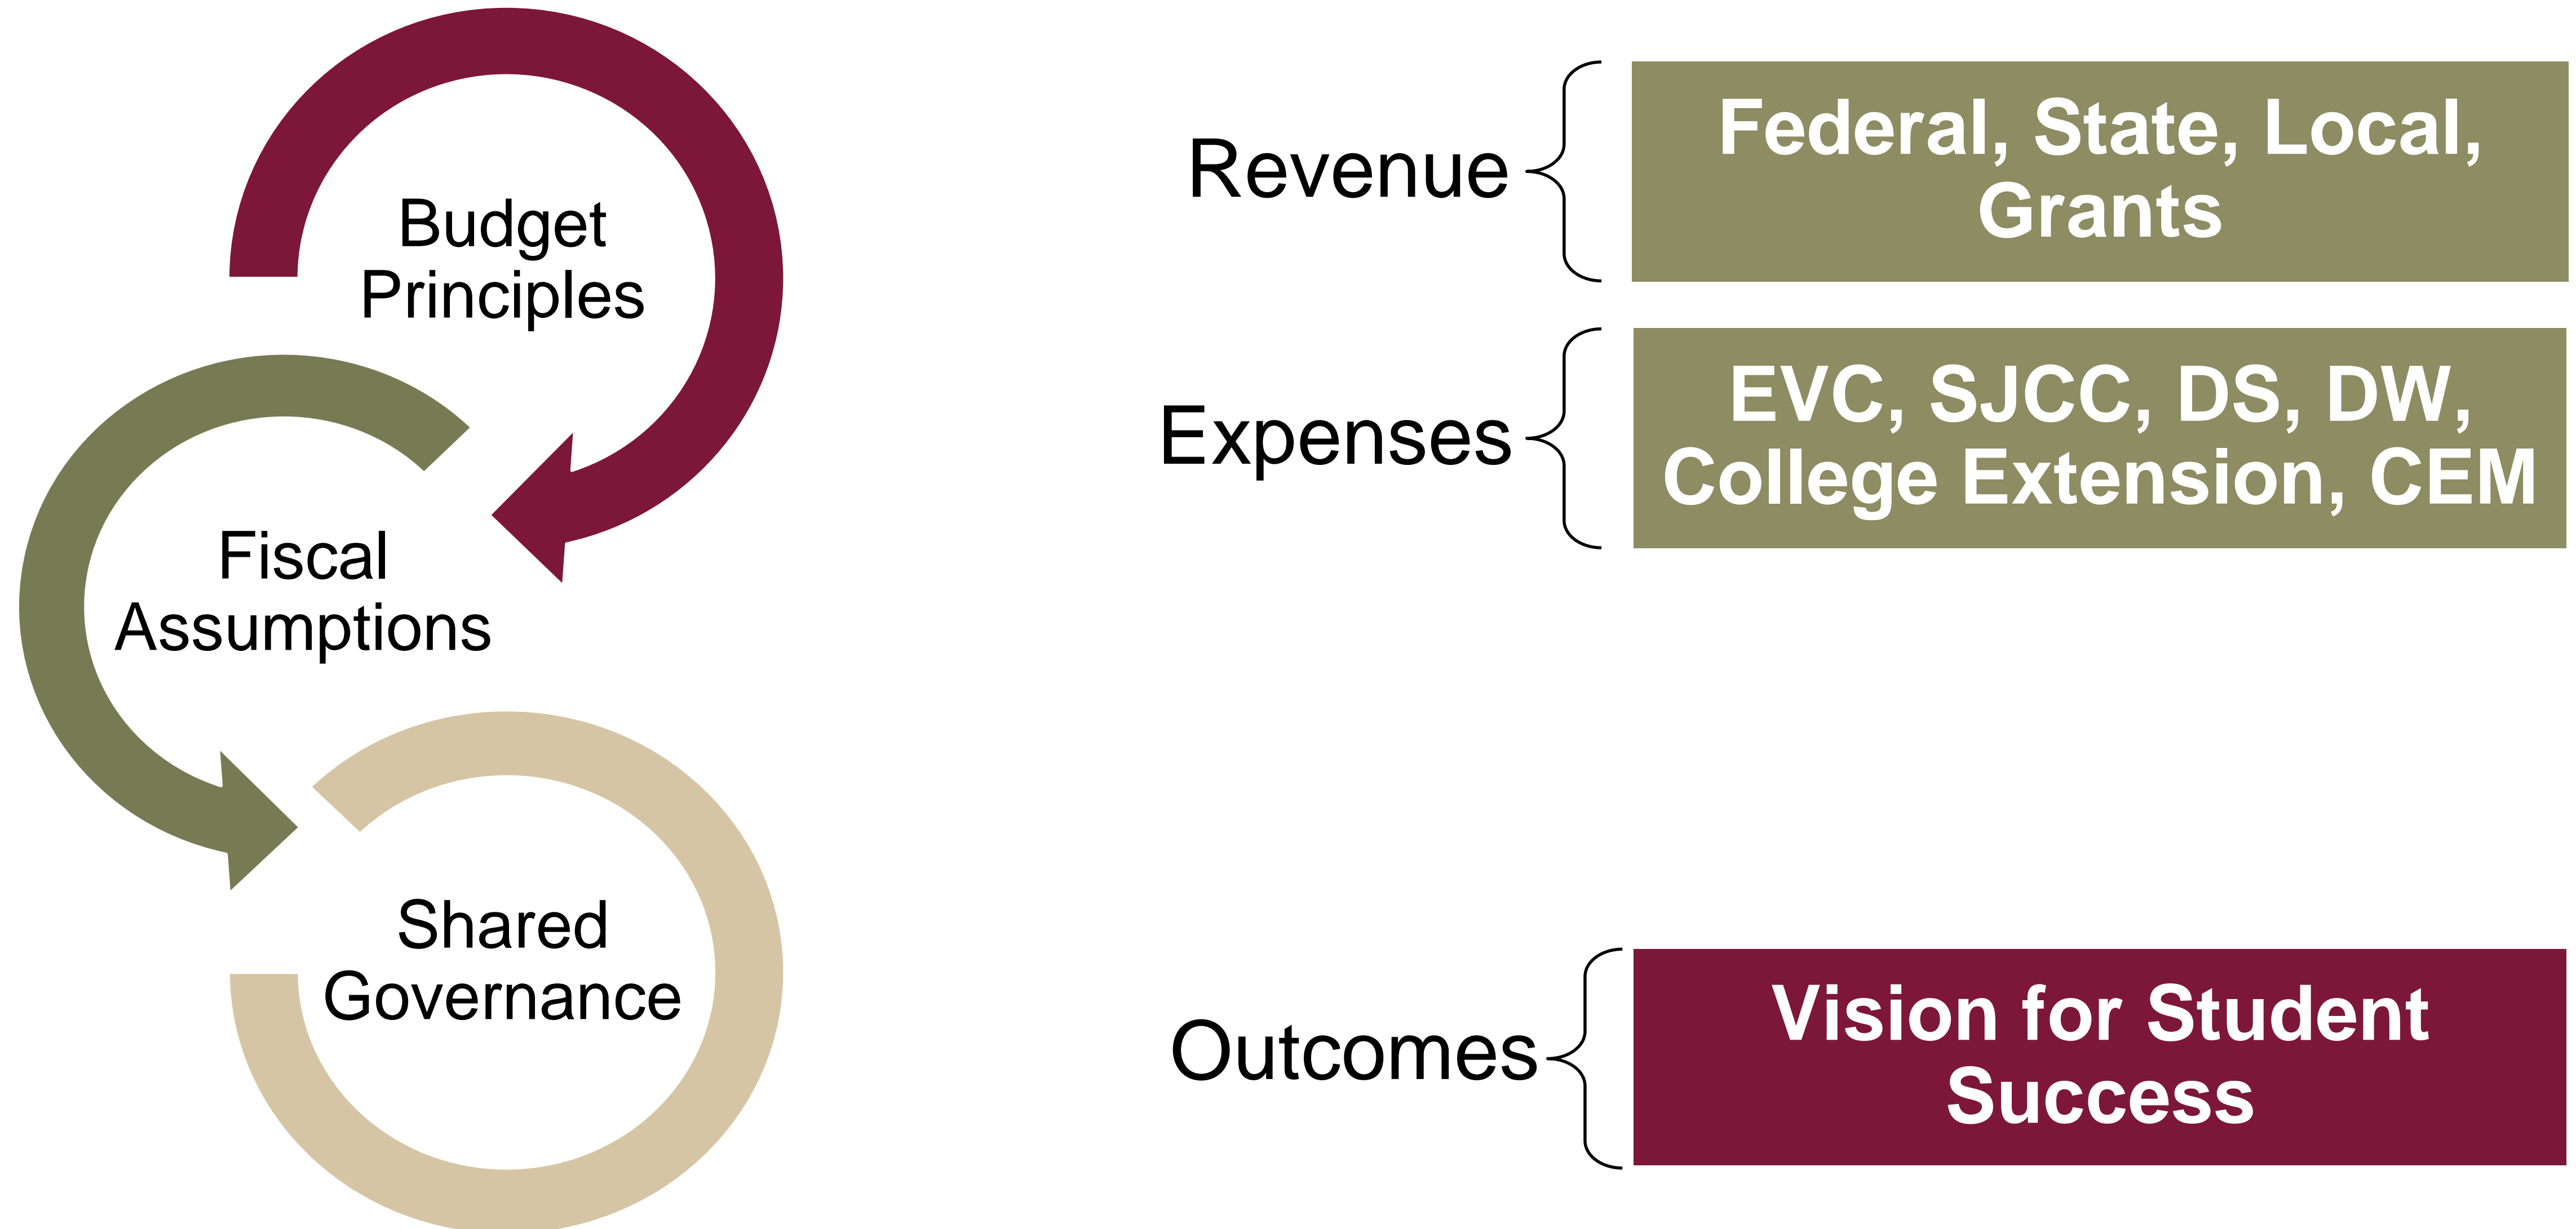 Budget
Principles
Fiscal
Assumptions
Shared
Governance
Revenue
Federal, State, Local,
Grants
Expenses
EVC, SJCC, DS, DW,
College Extension, CEM
Outcomes
Vision for Student
Success